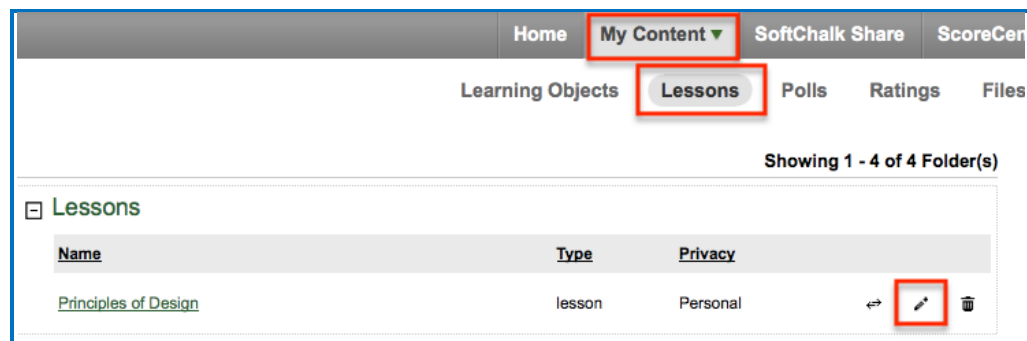 Home My Content ▼ SoftChalk Share ScoreCen
Learning Objects Lessons Polls Ratings Files
Showing 1 - 4 of 4 Folder(s)
Lessons
Name Type Privacy
Principles of Design lesson Personal